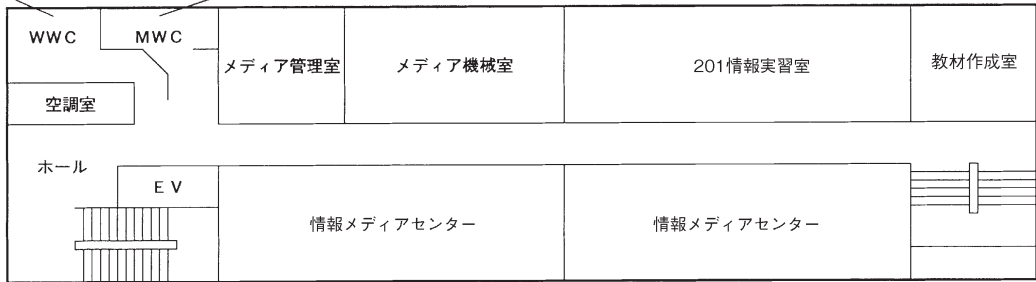 WWC
MWC
メディア管理室
メディア機械室
201情報実習室
教材作成室
空調室
ホール
EV
情報メディアセンター
情報メディアセンター